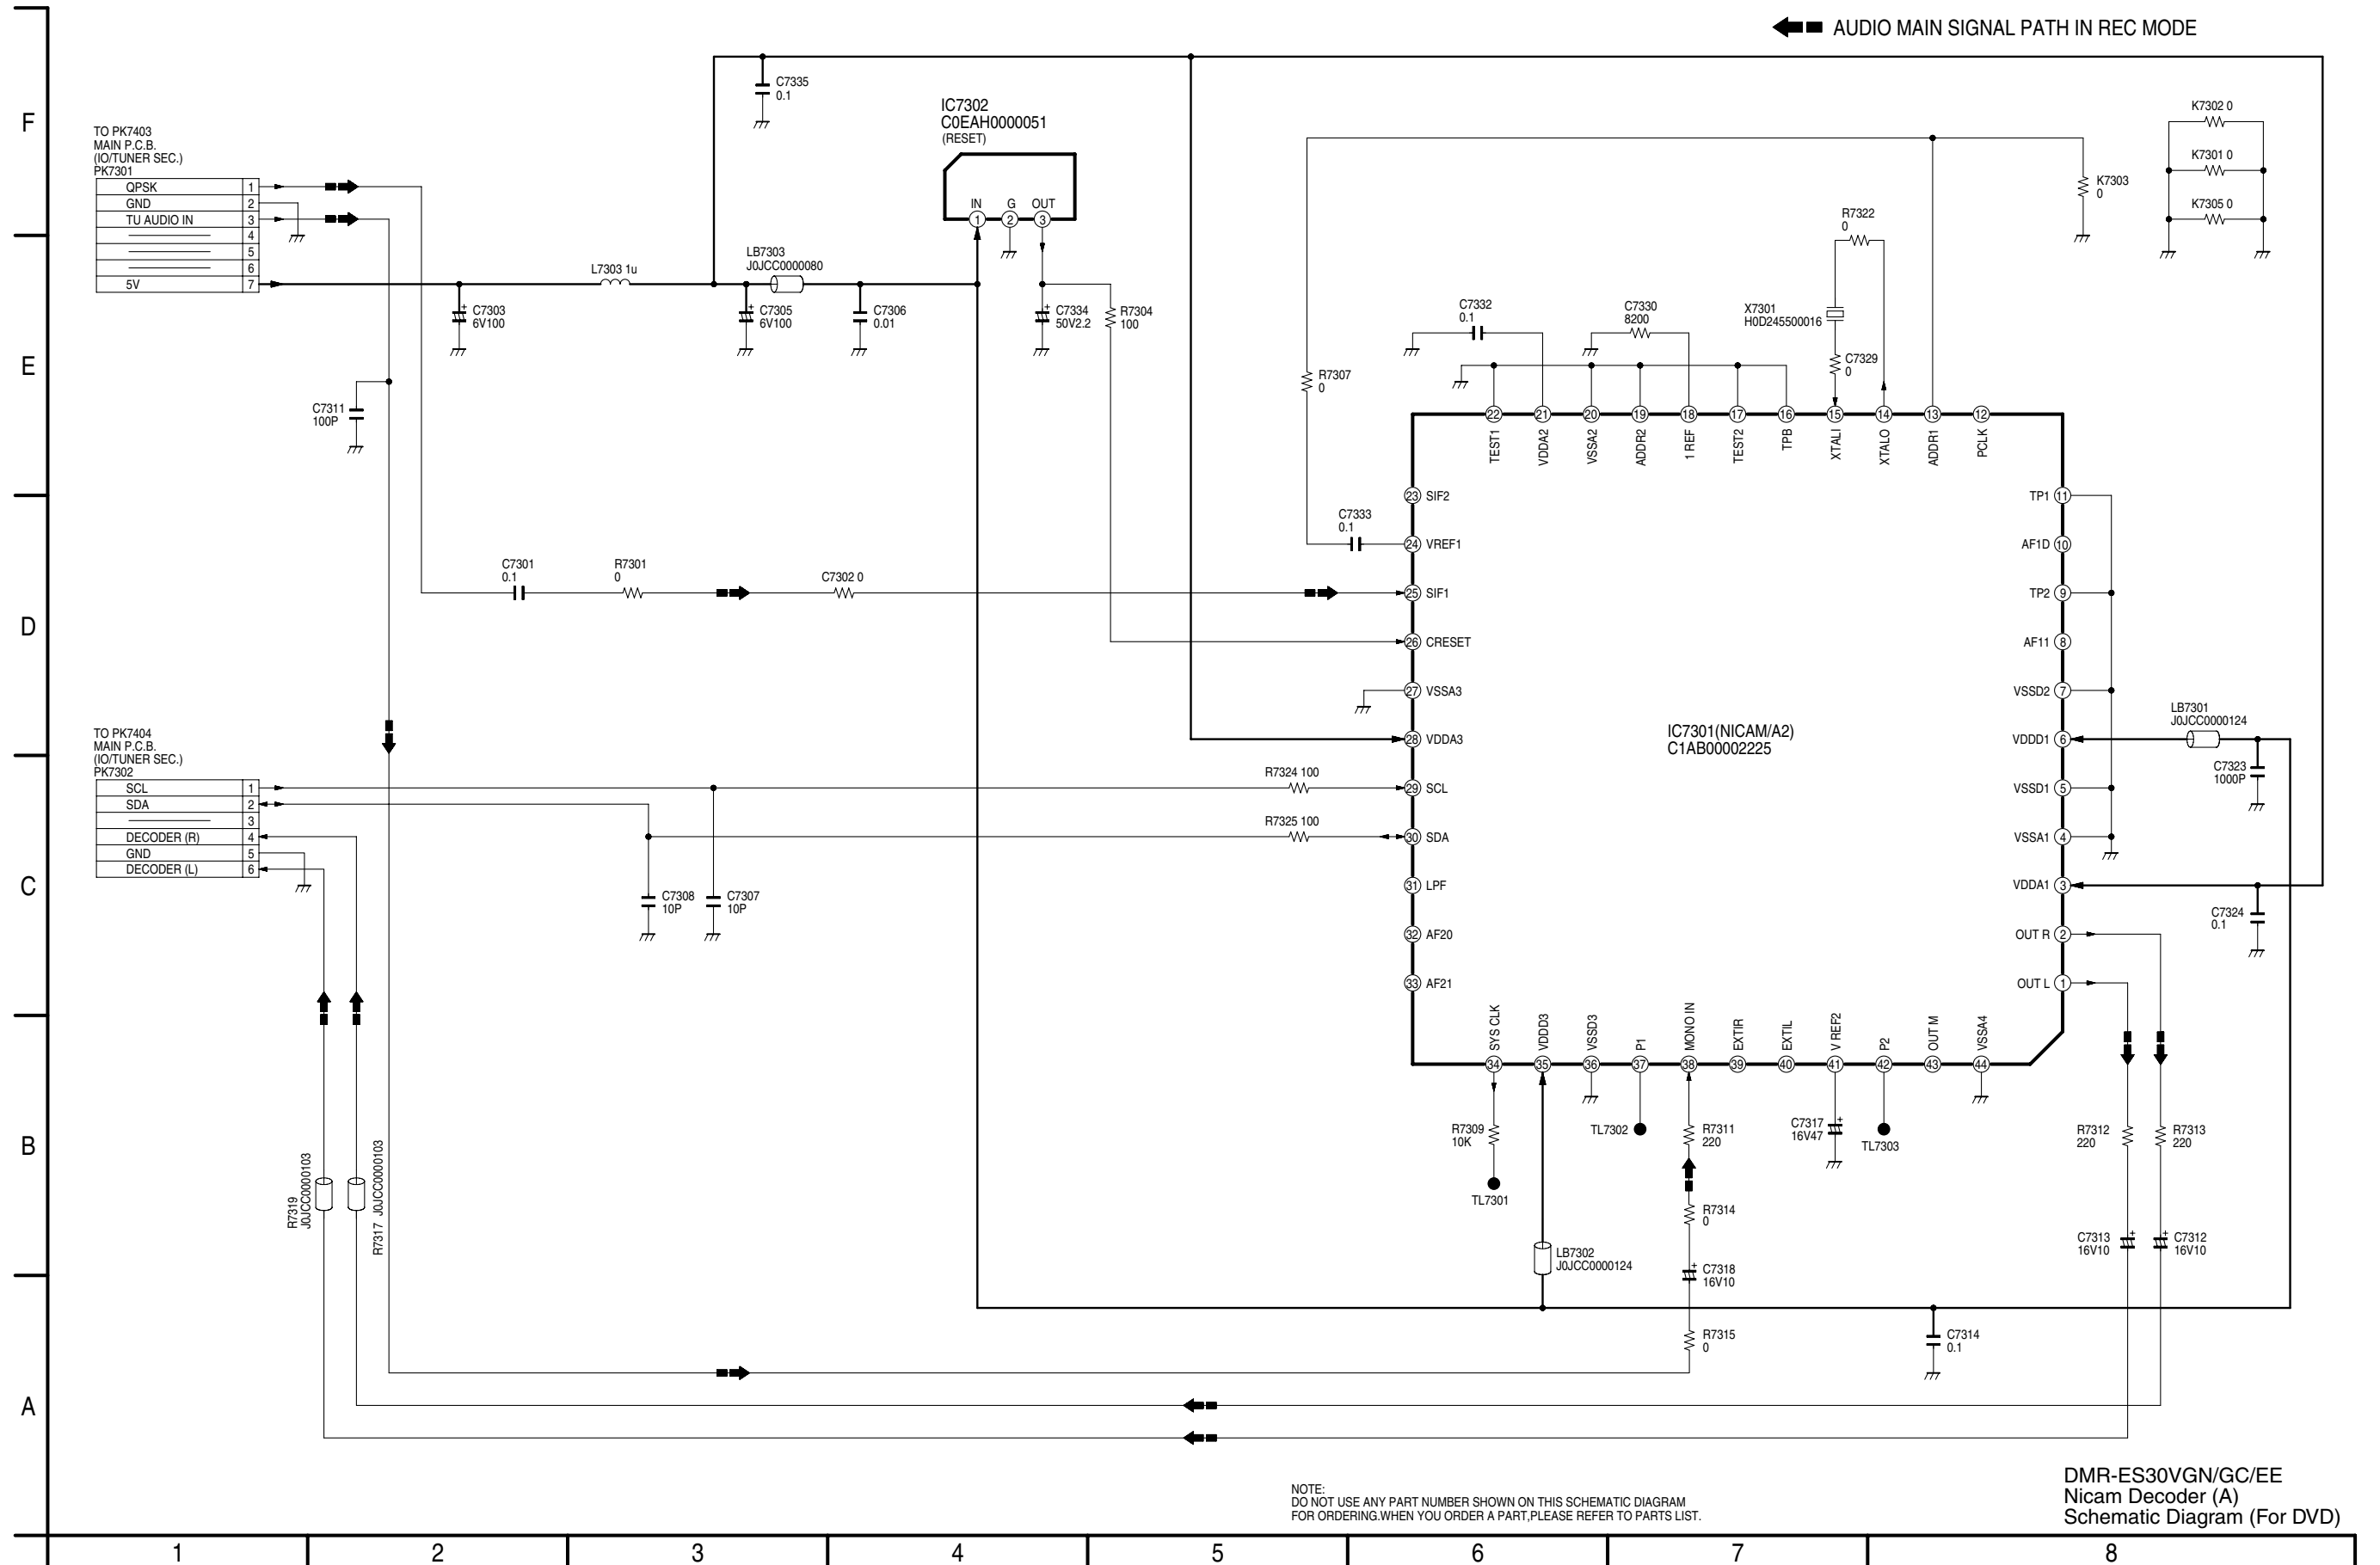 AUDIO MAIN SIGNAL PATH IN REC MODE
F
E
D
C
B
A
TO PK7403
MAIN P.C.B.
(IO/TUNER SEC.)
PK7301
QPSK 1
GND 2
TU AUDIO IN 3
4
5
6
5V 7
C7335
0.1
IC7302
C0EAH0000051
(RESET)
IN G OUT
1 2 3
K7302 0
K7301 0
K7305 0
K7303
0
R7322
0
L7303 1u
LB7303
J0JCC0000080
C7303
6V100
C7305
6V100
C7306
0.01
C7334
50V2.2
R7304
100
C7332
0.1
C7330
8200
X7301
H0D245500016
C7329
0
R7307
0
C7311
100P
22 21 20 19 18 17 16 15 14 13 12
TEST1
VDDA2
VSSA2
ADDR2
1 REF
TEST2
TPB
XTALI
XTALO
ADDR1
PCLK
C7333
0.1
C7301
0.1
R7301
0
C7302 0
23 SIF2
24 VREF1
25 SIF1
26 CRESET
27 VSSA3
28 VDDA3
29 SCL
30 SDA
31 LPF
32 AF20
33 AF21
IC7301(NICAM/A2)
C1AB00002225
TP1 11
AF1D 10
TP2 9
AF11 8
VSSD2 7
VDDD1 6
VSSD1 5
VSSA1 4
VDDA1 3
OUT R 2
OUT L 1
LB7301
J0JCC0000124
C7323
1000P
C7324
0.1
TO PK7404
MAIN P.C.B.
(IO/TUNER SEC.)
PK7302
SCL 1
SDA 2
3
DECODER (R) 4
GND 5
DECODER (L) 6
R7324 100
R7325 100
C7308
10P
C7307
10P
SYS CLK
VDDD3
VSSD3
P1
MONO IN
EXTIR
EXTIL
V REF2
P2
OUT M
VSSA4
34 35 36 37 38 39 40 41 42 43 44
R7309
10K
TL7301
TL7302
R7311
220
C7317
16V47
TL7303
R7312
220
R7313
220
R7319
J0JCC0000103
R7317 J0JCC0000103
R7314
0
LB7302
J0JCC0000124
C7318
16V10
C7313
16V10
C7312
16V10
R7315
0
C7314
0.1
NOTE:
DO NOT USE ANY PART NUMBER SHOWN ON THIS SCHEMATIC DIAGRAM
FOR ORDERING.WHEN YOU ORDER A PART,PLEASE REFER TO PARTS LIST.
DMR-ES30VGN/GC/EE
Nicam Decoder (A)
Schematic Diagram (For DVD)
1 2 3 4 5 6 7 8